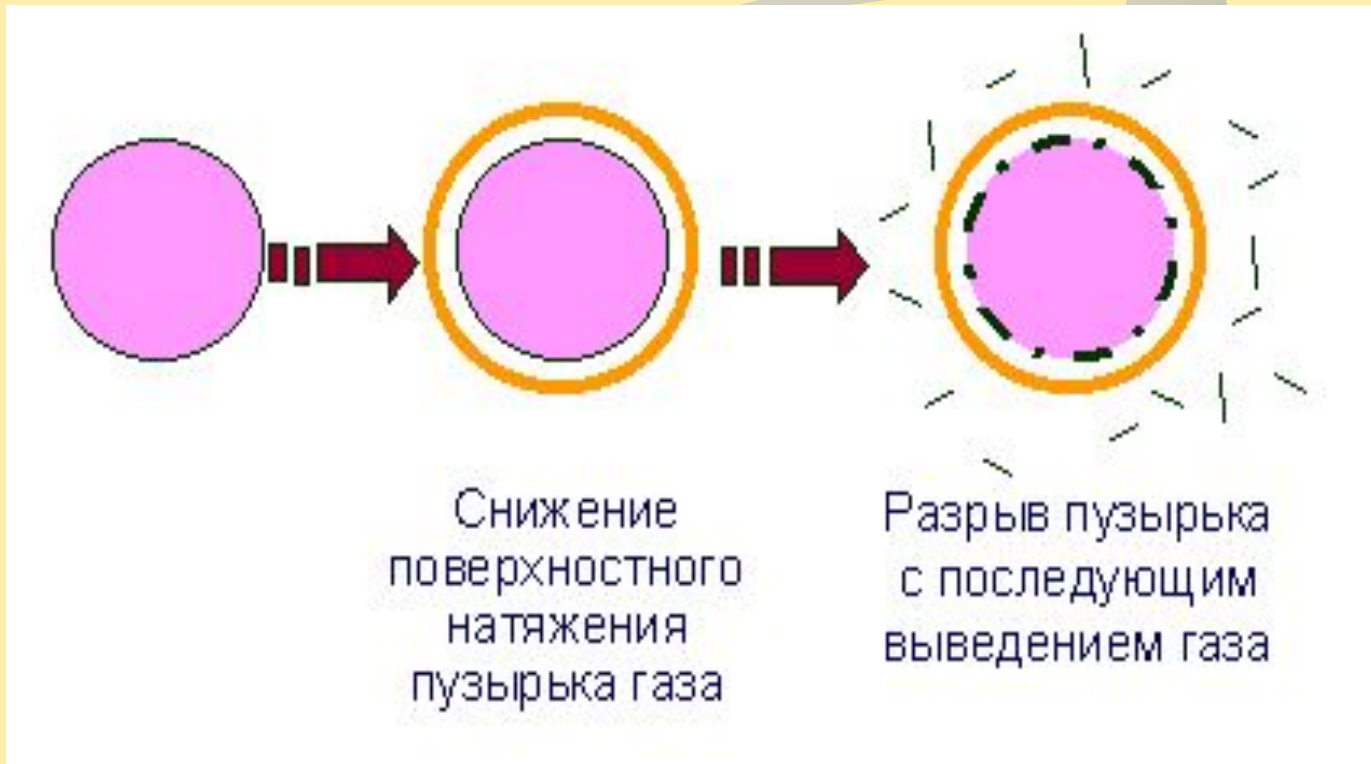 Снижение
поверхностного
натяжения
пузырька газа
Разрыв пузырька
с последующим
выведением газа